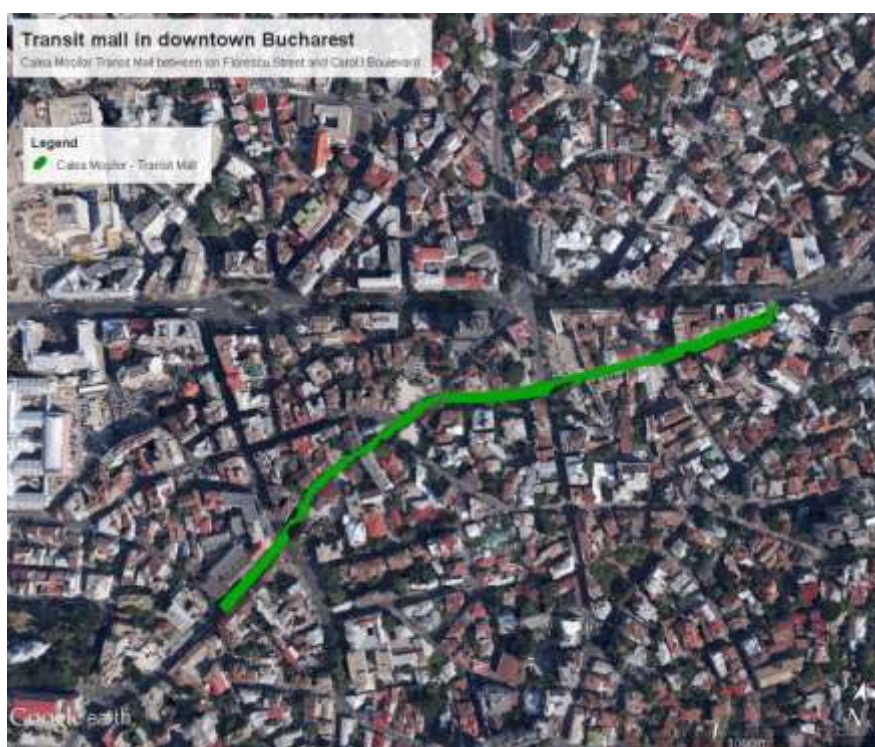 Transit mall in downtown Bucharest
Calea Moșilor Transit Mall between Ion Florescu Street and Carol I Boulevard
Legend
Calea Moșilor - Transit Mall
Google earth
N